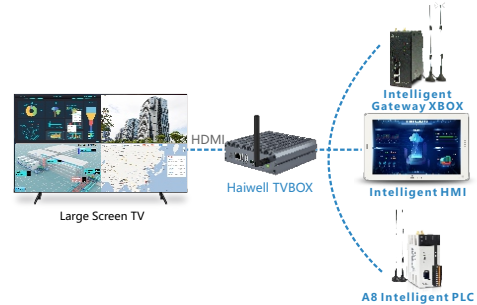 Intelligent
Gateway XBOX
HDMI
Haiwell TVBOX
Intelligent HMI
Large Screen TV
A8 Intelligent PLC